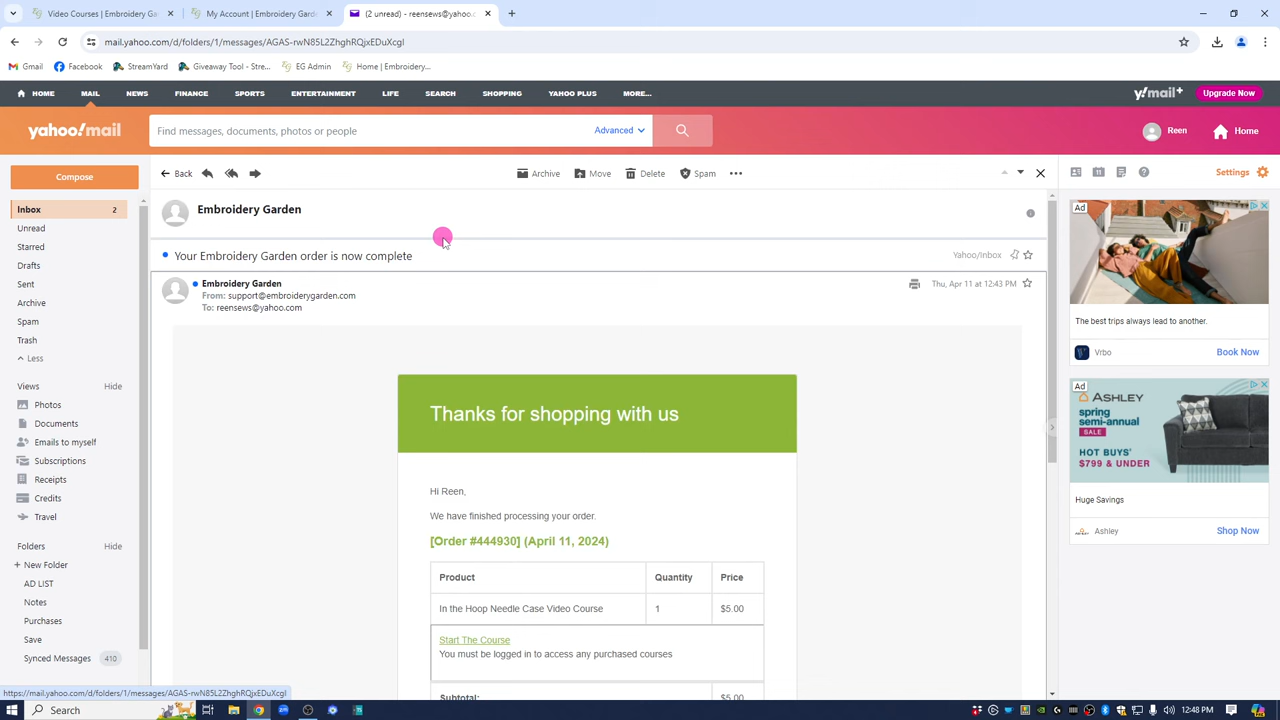 Video Courses | Embroidery Ga
My Account | Embroidery Garden
(2 unread) - reensews@yahoo.c
mail.yahoo.com/d/folders/1/messages/AGAS-rwN85L2ZhghRQjxEDuXcgI
Gmail
Facebook
StreamYard
Giveaway Tool - Stre...
EG Admin
Home | Embroidery...
HOME MAIL NEWS FINANCE SPORTS ENTERTAINMENT LIFE SEARCH SHOPPING YAHOO PLUS MORE...
y!mail+
Upgrade Now
yahoo!mail
Find messages, documents, photos or people
Advanced
Reen
Home
Compose
Back
Archive
Move
Delete
Spam
Settings
Inbox 2
Unread
Starred
Drafts
Sent
Archive
Spam
Trash
Less
Views Hide
Photos
Documents
Emails to myself
Subscriptions
Receipts
Credits
Travel
Folders Hide
+ New Folder
AD LIST
Notes
Purchases
Save
Synced Messages 410
Embroidery Garden
Your Embroidery Garden order is now complete
Yahoo/Inbox
Embroidery Garden
Thu, Apr 11 at 12:43 PM
From: support@embroiderygarden.com
To: reensews@yahoo.com
Thanks for shopping with us
Hi Reen,
We have finished processing your order.
[Order #444930] (April 11, 2024)
Product Quantity Price
In the Hoop Needle Case Video Course 1 $5.00
Start The Course
You must be logged in to access any purchased courses
Subtotal: $5.00
Ad
The best trips always lead to another.
Vrbo
Book Now
Ad
ASHLEY
spring
semi-annual
SALE
HOT BUYS'
$799 & UNDER
Huge Savings
Ashley
Shop Now
https://mail.yahoo.com/d/folders/1/messages/AGAS-rwN85L2ZhghRQjxEDuXcgI
Search
12:48 PM